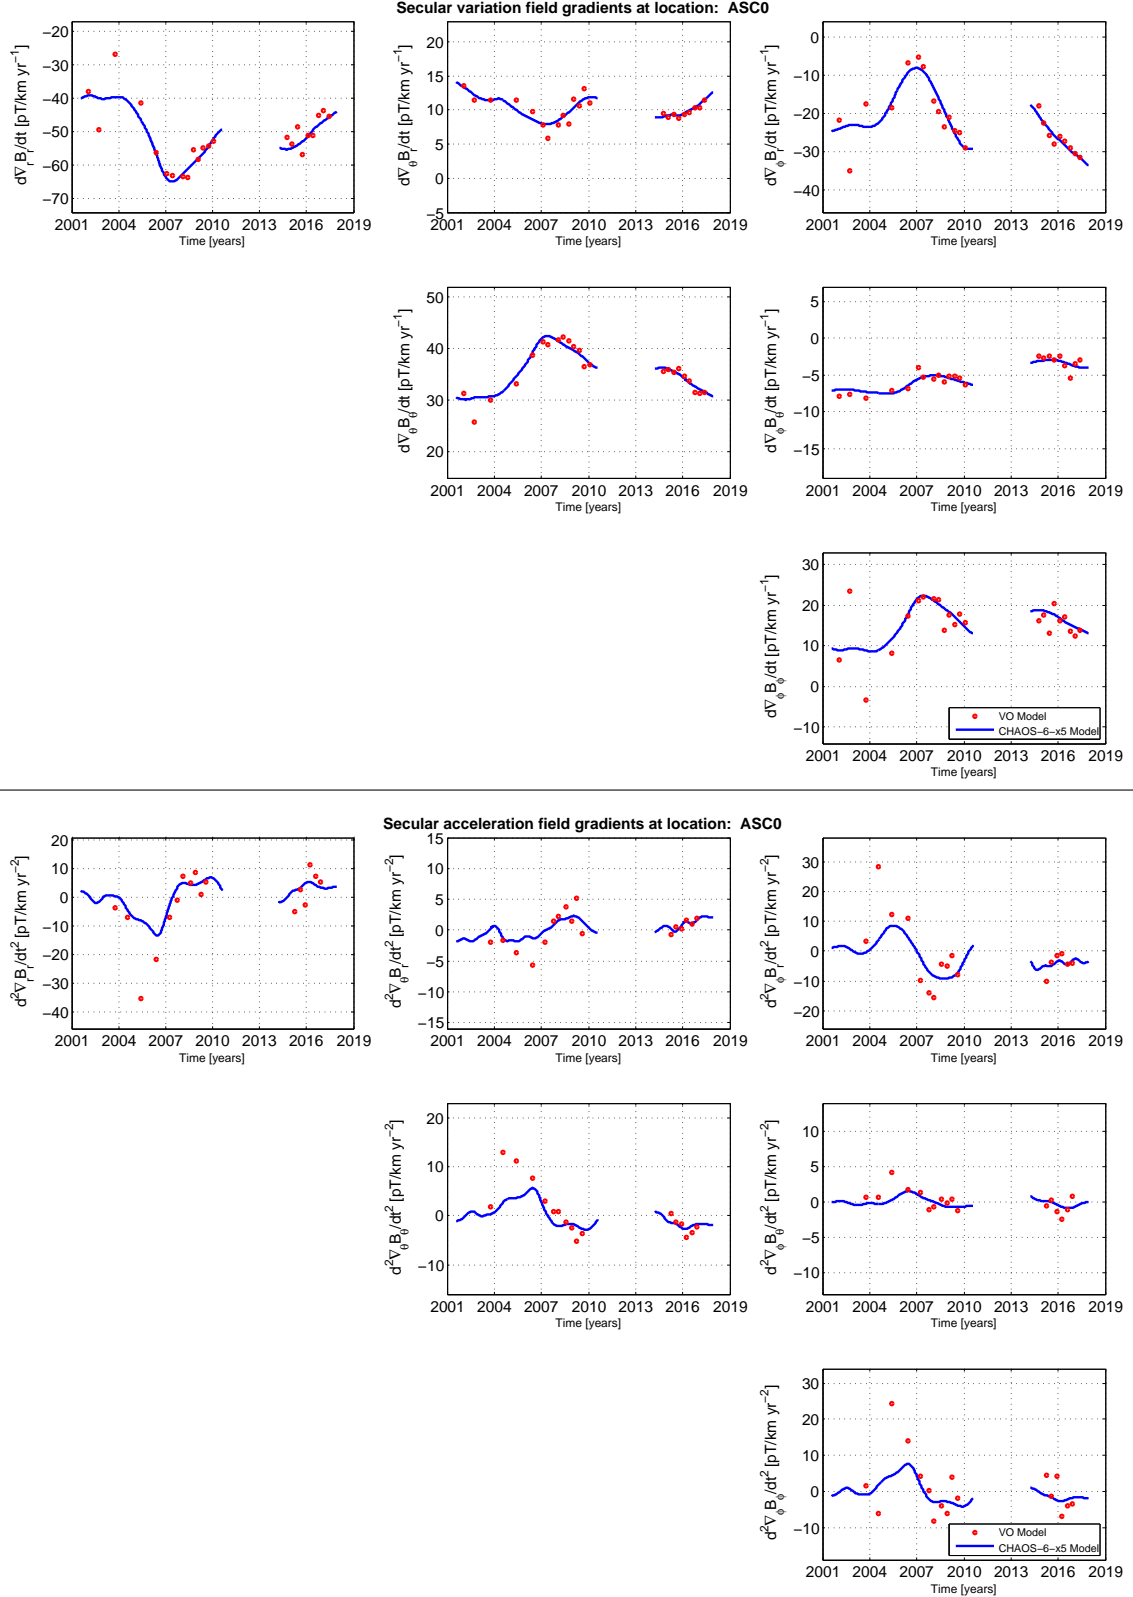 Secular variation field gradients at location: ASC0
d∇r Br/dt [pT/km yr−1]
−20
−30
−40
−50
−60
−70
2001 2004 2007 2010 2013 2016 2019
Time [years]
d∇θ Br/dt [pT/km yr−1]
20
15
10
5
0
−5
2001 2004 2007 2010 2013 2016 2019
Time [years]
d∇ϕ Br/dt [pT/km yr−1]
0
−10
−20
−30
−40
2001 2004 2007 2010 2013 2016 2019
Time [years]
d∇θ Bθ/dt [pT/km yr−1]
50
40
30
20
2001 2004 2007 2010 2013 2016 2019
Time [years]
d∇ϕ Bθ/dt [pT/km yr−1]
5
0
−5
−10
−15
2001 2004 2007 2010 2013 2016 2019
Time [years]
d∇ϕ Bϕ/dt [pT/km yr−1]
30
20
10
0
−10
VO Model
CHAOS−6−x5 Model
2001 2004 2007 2010 2013 2016 2019
Time [years]
Secular acceleration field gradients at location: ASC0
d2∇r Br/dt2 [pT/km yr−2]
20
10
0
−10
−20
−30
−40
2001 2004 2007 2010 2013 2016 2019
Time [years]
d2∇θ Br/dt2 [pT/km yr−2]
15
10
5
0
−5
−10
−15
2001 2004 2007 2010 2013 2016 2019
Time [years]
d2∇ϕ Br/dt2 [pT/km yr−2]
30
20
10
0
−10
−20
2001 2004 2007 2010 2013 2016 2019
Time [years]
d2∇θ Bθ/dt2 [pT/km yr−2]
20
10
0
−10
2001 2004 2007 2010 2013 2016 2019
Time [years]
d2∇ϕ Bθ/dt2 [pT/km yr−2]
10
5
0
−5
−10
2001 2004 2007 2010 2013 2016 2019
Time [years]
d2∇ϕ Bϕ/dt2 [pT/km yr−2]
30
20
10
0
−10
VO Model
CHAOS−6−x5 Model
2001 2004 2007 2010 2013 2016 2019
Time [years]